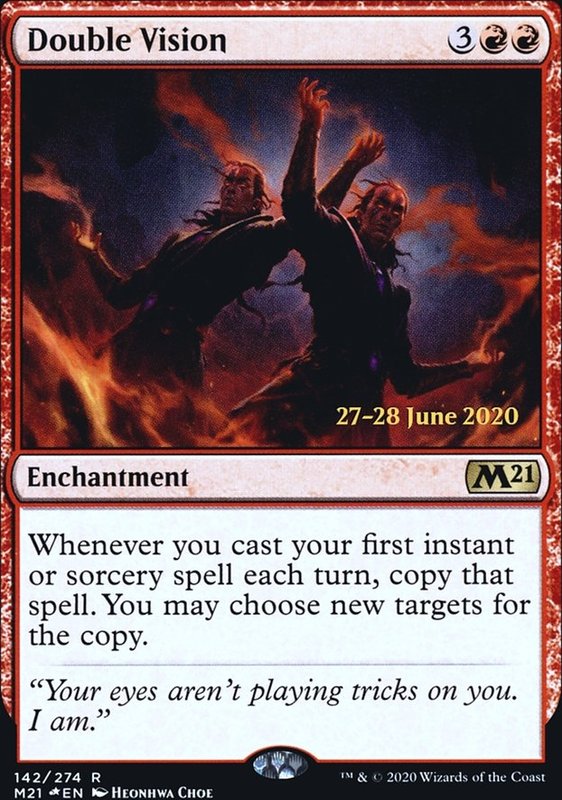 Double Vision 3
27–28 June 2020
Enchantment M21
Whenever you cast your first instant
or sorcery spell each turn, copy that
spell. You may choose new targets for
the copy.
“Your eyes aren’t playing tricks on you.
I am.”
142/274 R
M21 ★ EN Heonhwa Choe
™ & © 2020 Wizards of the Coast